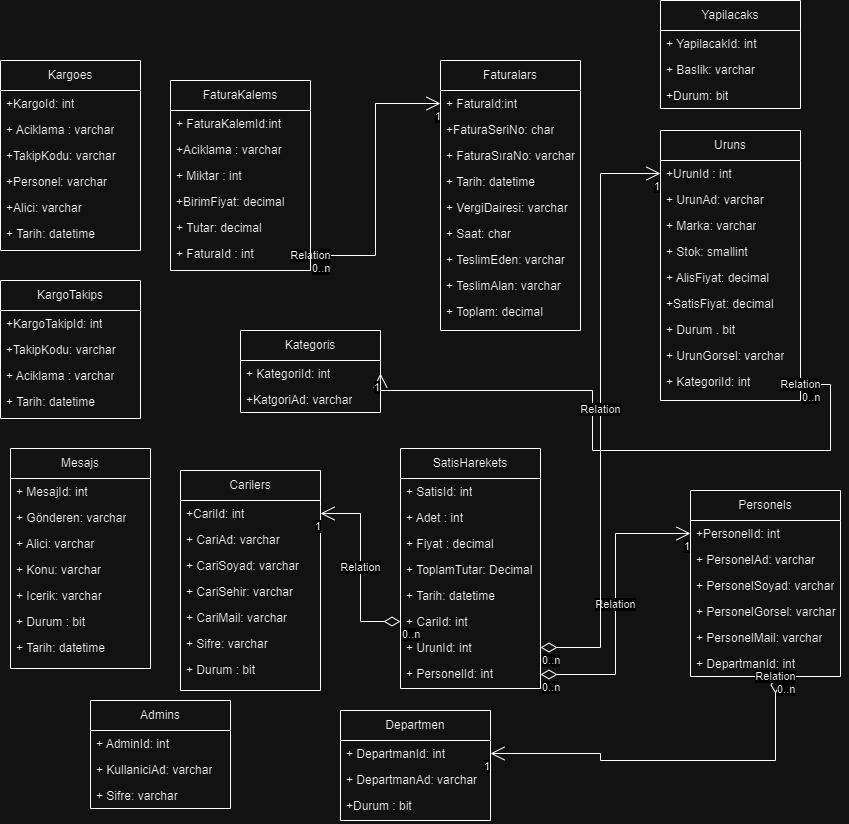 Yapilacaks
+ YapilacakId: int
+ Baslik: varchar
+Durum: bit
Kargoes
+KargoId: int
+ Aciklama : varchar
+TakipKodu: varchar
+Personel: varchar
+Alici: varchar
+ Tarih: datetime
FaturaKalems
+ FaturaKalemId:int
+Aciklama : varchar
+ Miktar : int
+BirimFiyat: decimal
+ Tutar: decimal
+ FaturaId : int
Relation
0..n
1
Faturalars
+ FaturaId:int
+FaturaSeriNo: char
+ FaturaSıraNo: varchar
+ Tarih: datetime
+ VergiDairesi: varchar
+ Saat: char
+ TeslimEden: varchar
+ TeslimAlan: varchar
+ Toplam: decimal
Uruns
+UrunId : int
+ UrunAd: varchar
+ Marka: varchar
+ Stok: smallint
+ AlisFiyat: decimal
+SatisFiyat: decimal
+ Durum . bit
+ UrunGorsel: varchar
+ KategoriId: int
1
Relation
0..n
KargoTakips
+KargoTakipId: int
+TakipKodu: varchar
+ Aciklama : varchar
+ Tarih: datetime
Kategoris
+ KategoriId: int
+KatgoriAd: varchar
1
Relation
Mesajs
+ MesajId: int
+ Gönderen: varchar
+ Alici: varchar
+ Konu: varchar
+ Icerik: varchar
+ Durum : bit
+ Tarih: datetime
Carilers
+CariId: int
+ CariAd: varchar
+ CariSoyad: varchar
+ CariSehir: varchar
+ CariMail: varchar
+ Sifre: varchar
+ Durum : bit
1
Relation
0..n
SatisHarekets
+ SatisId: int
+ Adet : int
+ Fiyat : decimal
+ ToplamTutar: Decimal
+ Tarih: datetime
+ CariId: int
+ UrunId: int
+ PersonelId: int
0..n
0..n
Relation
1
Personels
+PersonelId: int
+ PersonelAd: varchar
+ PersonelSoyad: varchar
+ PersonelGorsel: varchar
+ PersonelMail: varchar
+ DepartmanId: int
Relation
0..n
Admins
+ AdminId: int
+ KullaniciAd: varchar
+ Sifre: varchar
Departmen
+ DepartmanId: int
+ DepartmanAd: varchar
+Durum : bit
1